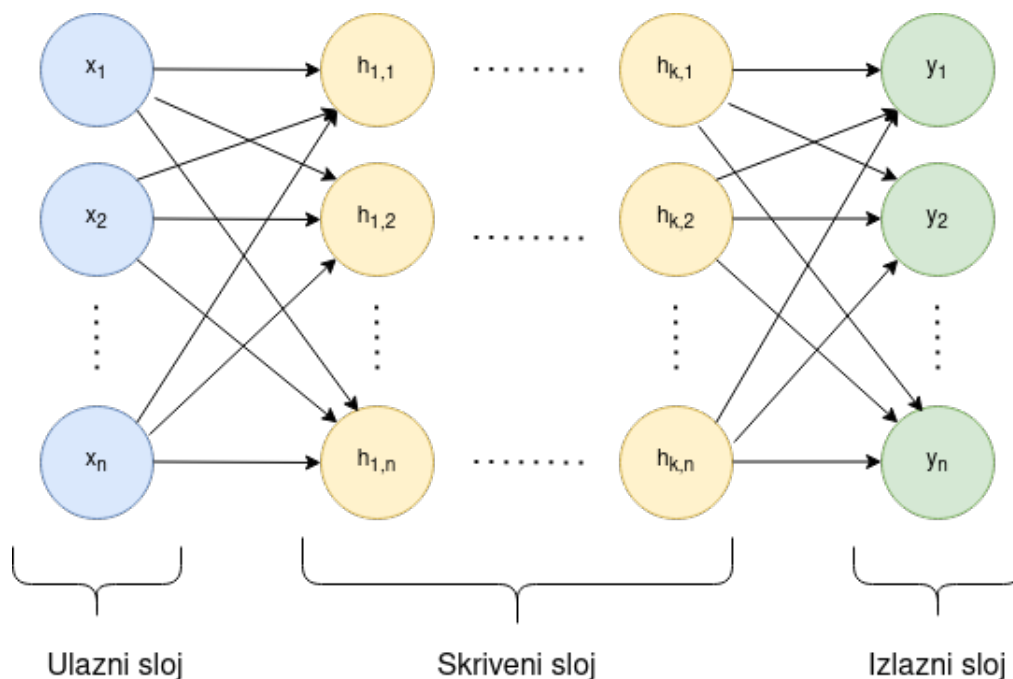 x₁ h₁,₁ hₖ,₁ y₁
x₂ h₁,₂ hₖ,₂ y₂
xₙ h₁,ₙ hₖ,ₙ yₙ
Ulazni sloj Skriveni sloj Izlazni sloj